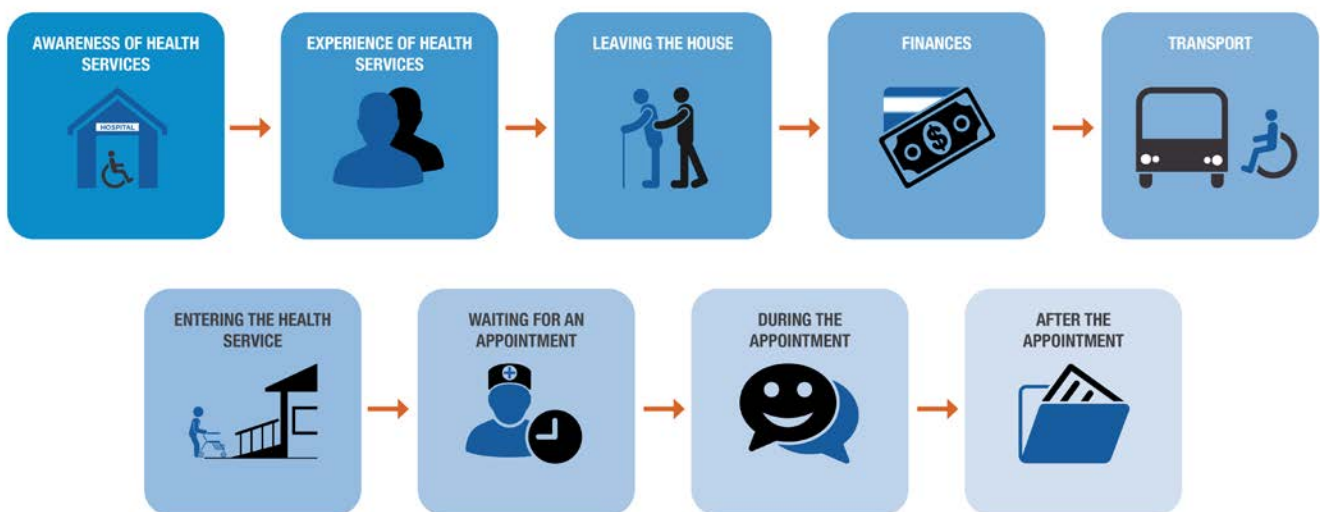 AWARENESS OF HEALTH
SERVICES
HOSPITAL
EXPERIENCE OF HEALTH
SERVICES
LEAVING THE HOUSE
FINANCES
$
TRANSPORT
ENTERING THE HEALTH
SERVICE
WAITING FOR AN
APPOINTMENT
DURING THE
APPOINTMENT
AFTER THE
APPOINTMENT